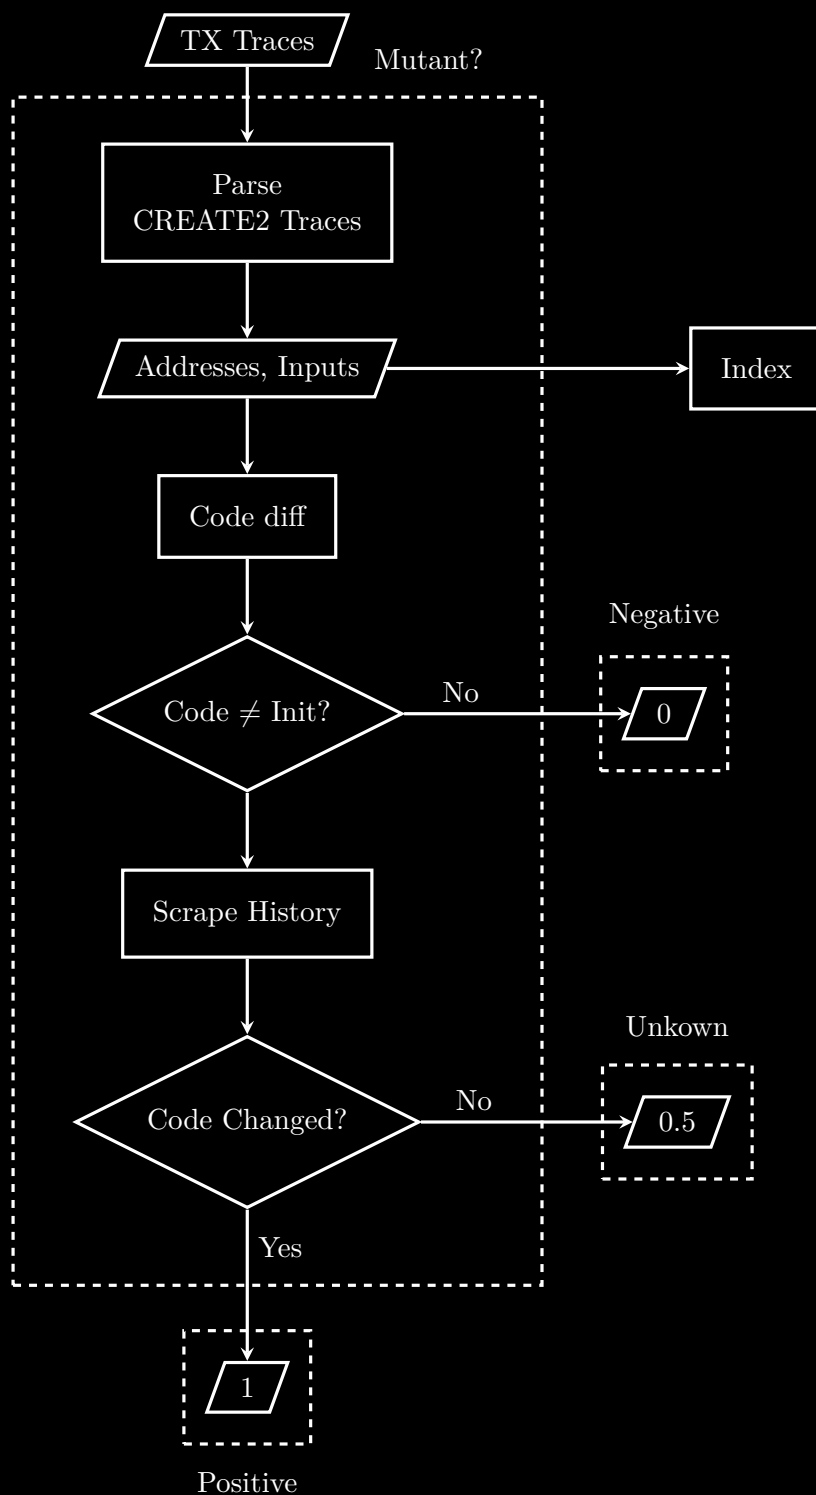 TX Traces
Mutant?
Parse
CREATE2 Traces
Addresses, Inputs
Index
Code diff
Negative
Code ≠ Init?
No
0
Scrape History
Unkown
Code Changed?
No
0.5
Yes
1
Positive